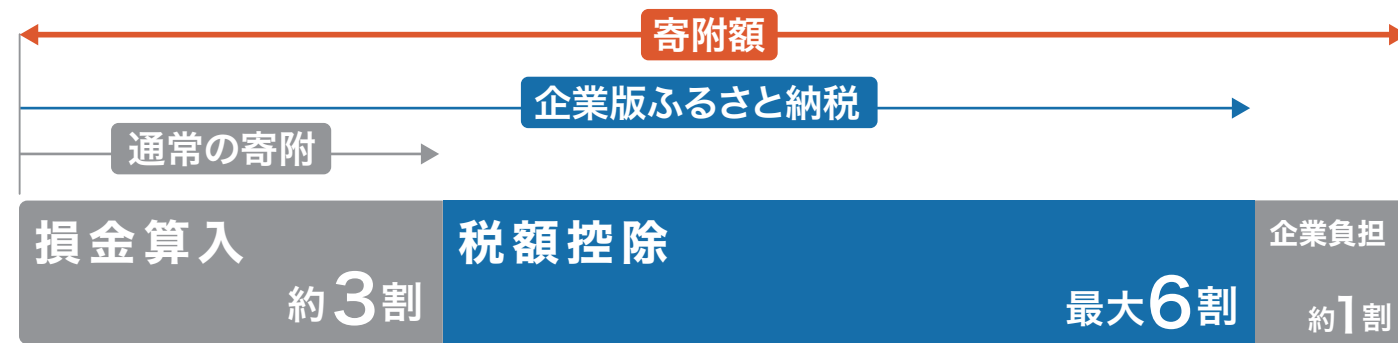 寄附額
企業版ふるさと納税
通常の寄附
損金算入
約3割
税額控除
最大6割
企業負担
約1割